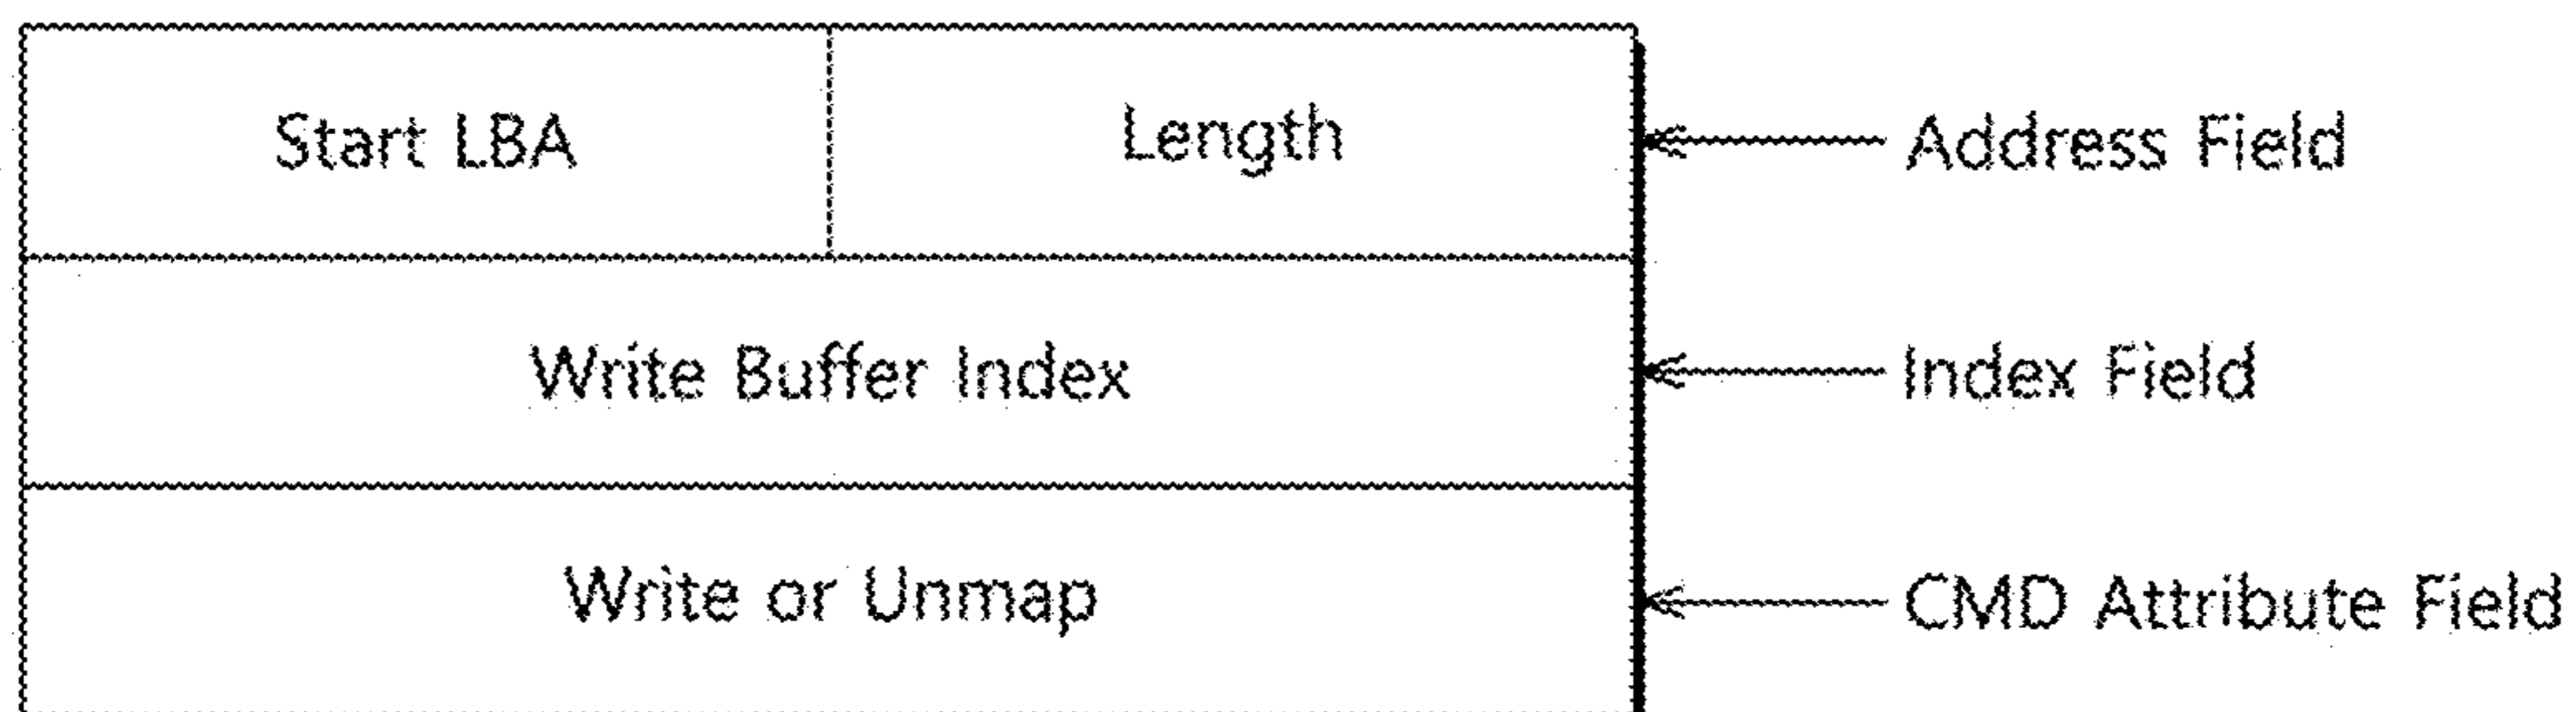 Start LBA Length Address Field
Write Buffer Index Index Field
Write or Unmap CMD Attribute Field